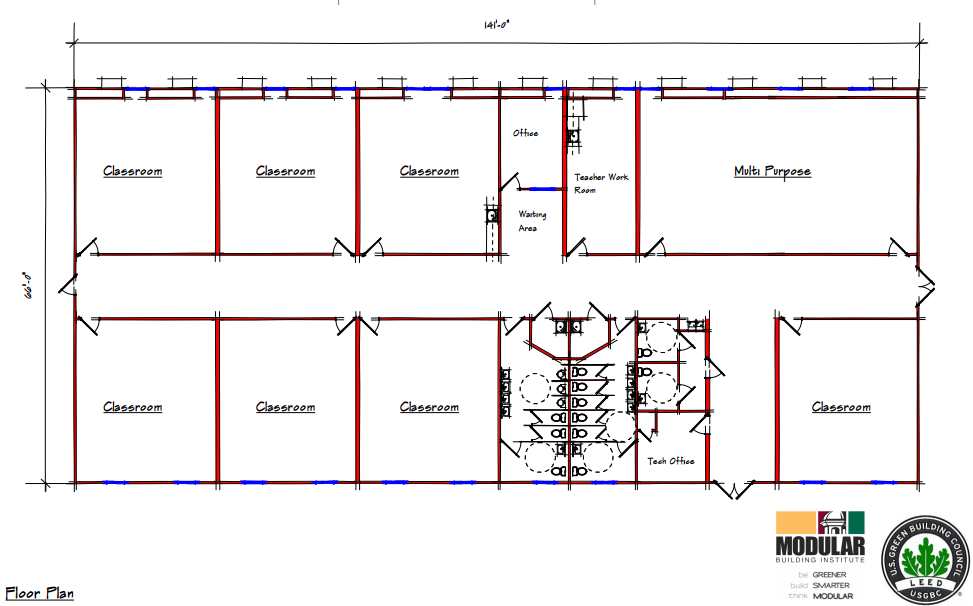 141'-0"
Office
Classroom
Classroom
Classroom
Multi Purpose
Teacher Work
Room
Waiting
Area
66'-0"
Classroom
Classroom
Classroom
Classroom
Tech Office
MODULAR
BUILDING INSTITUTE
be GREENER
build SMARTER
think MODULAR
U.S. GREEN BUILDING COUNCIL
LEED
USGBC
®
Floor Plan